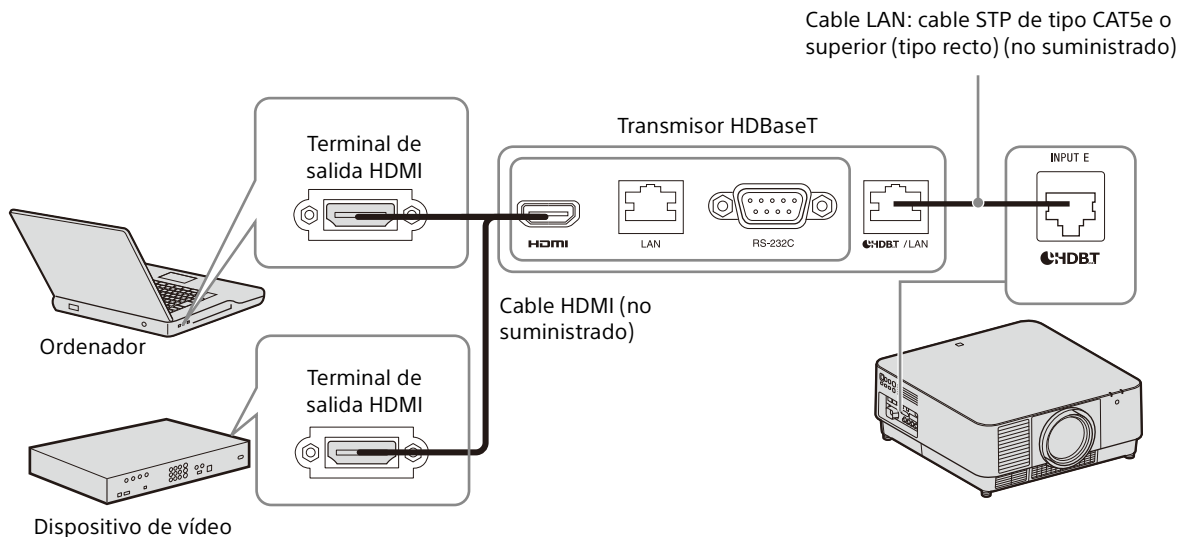 Cable LAN: cable STP de tipo CAT5e o
superior (tipo recto) (no suministrado)
Transmisor HDBaseT
Terminal de
salida HDMI
HDMI
LAN
RS-232C
HDBT / LAN
INPUT E
HDBT
Ordenador
Cable HDMI (no
suministrado)
Terminal de
salida HDMI
Dispositivo de vídeo